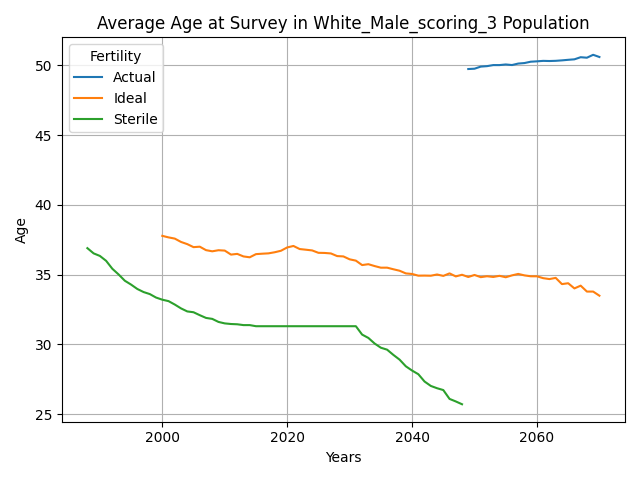 Average Age at Survey in White_Male_scoring_3 Population
Fertility
Actual
Ideal
Sterile
Age
50
45
40
35
30
25
2000
2020
2040
2060
Years